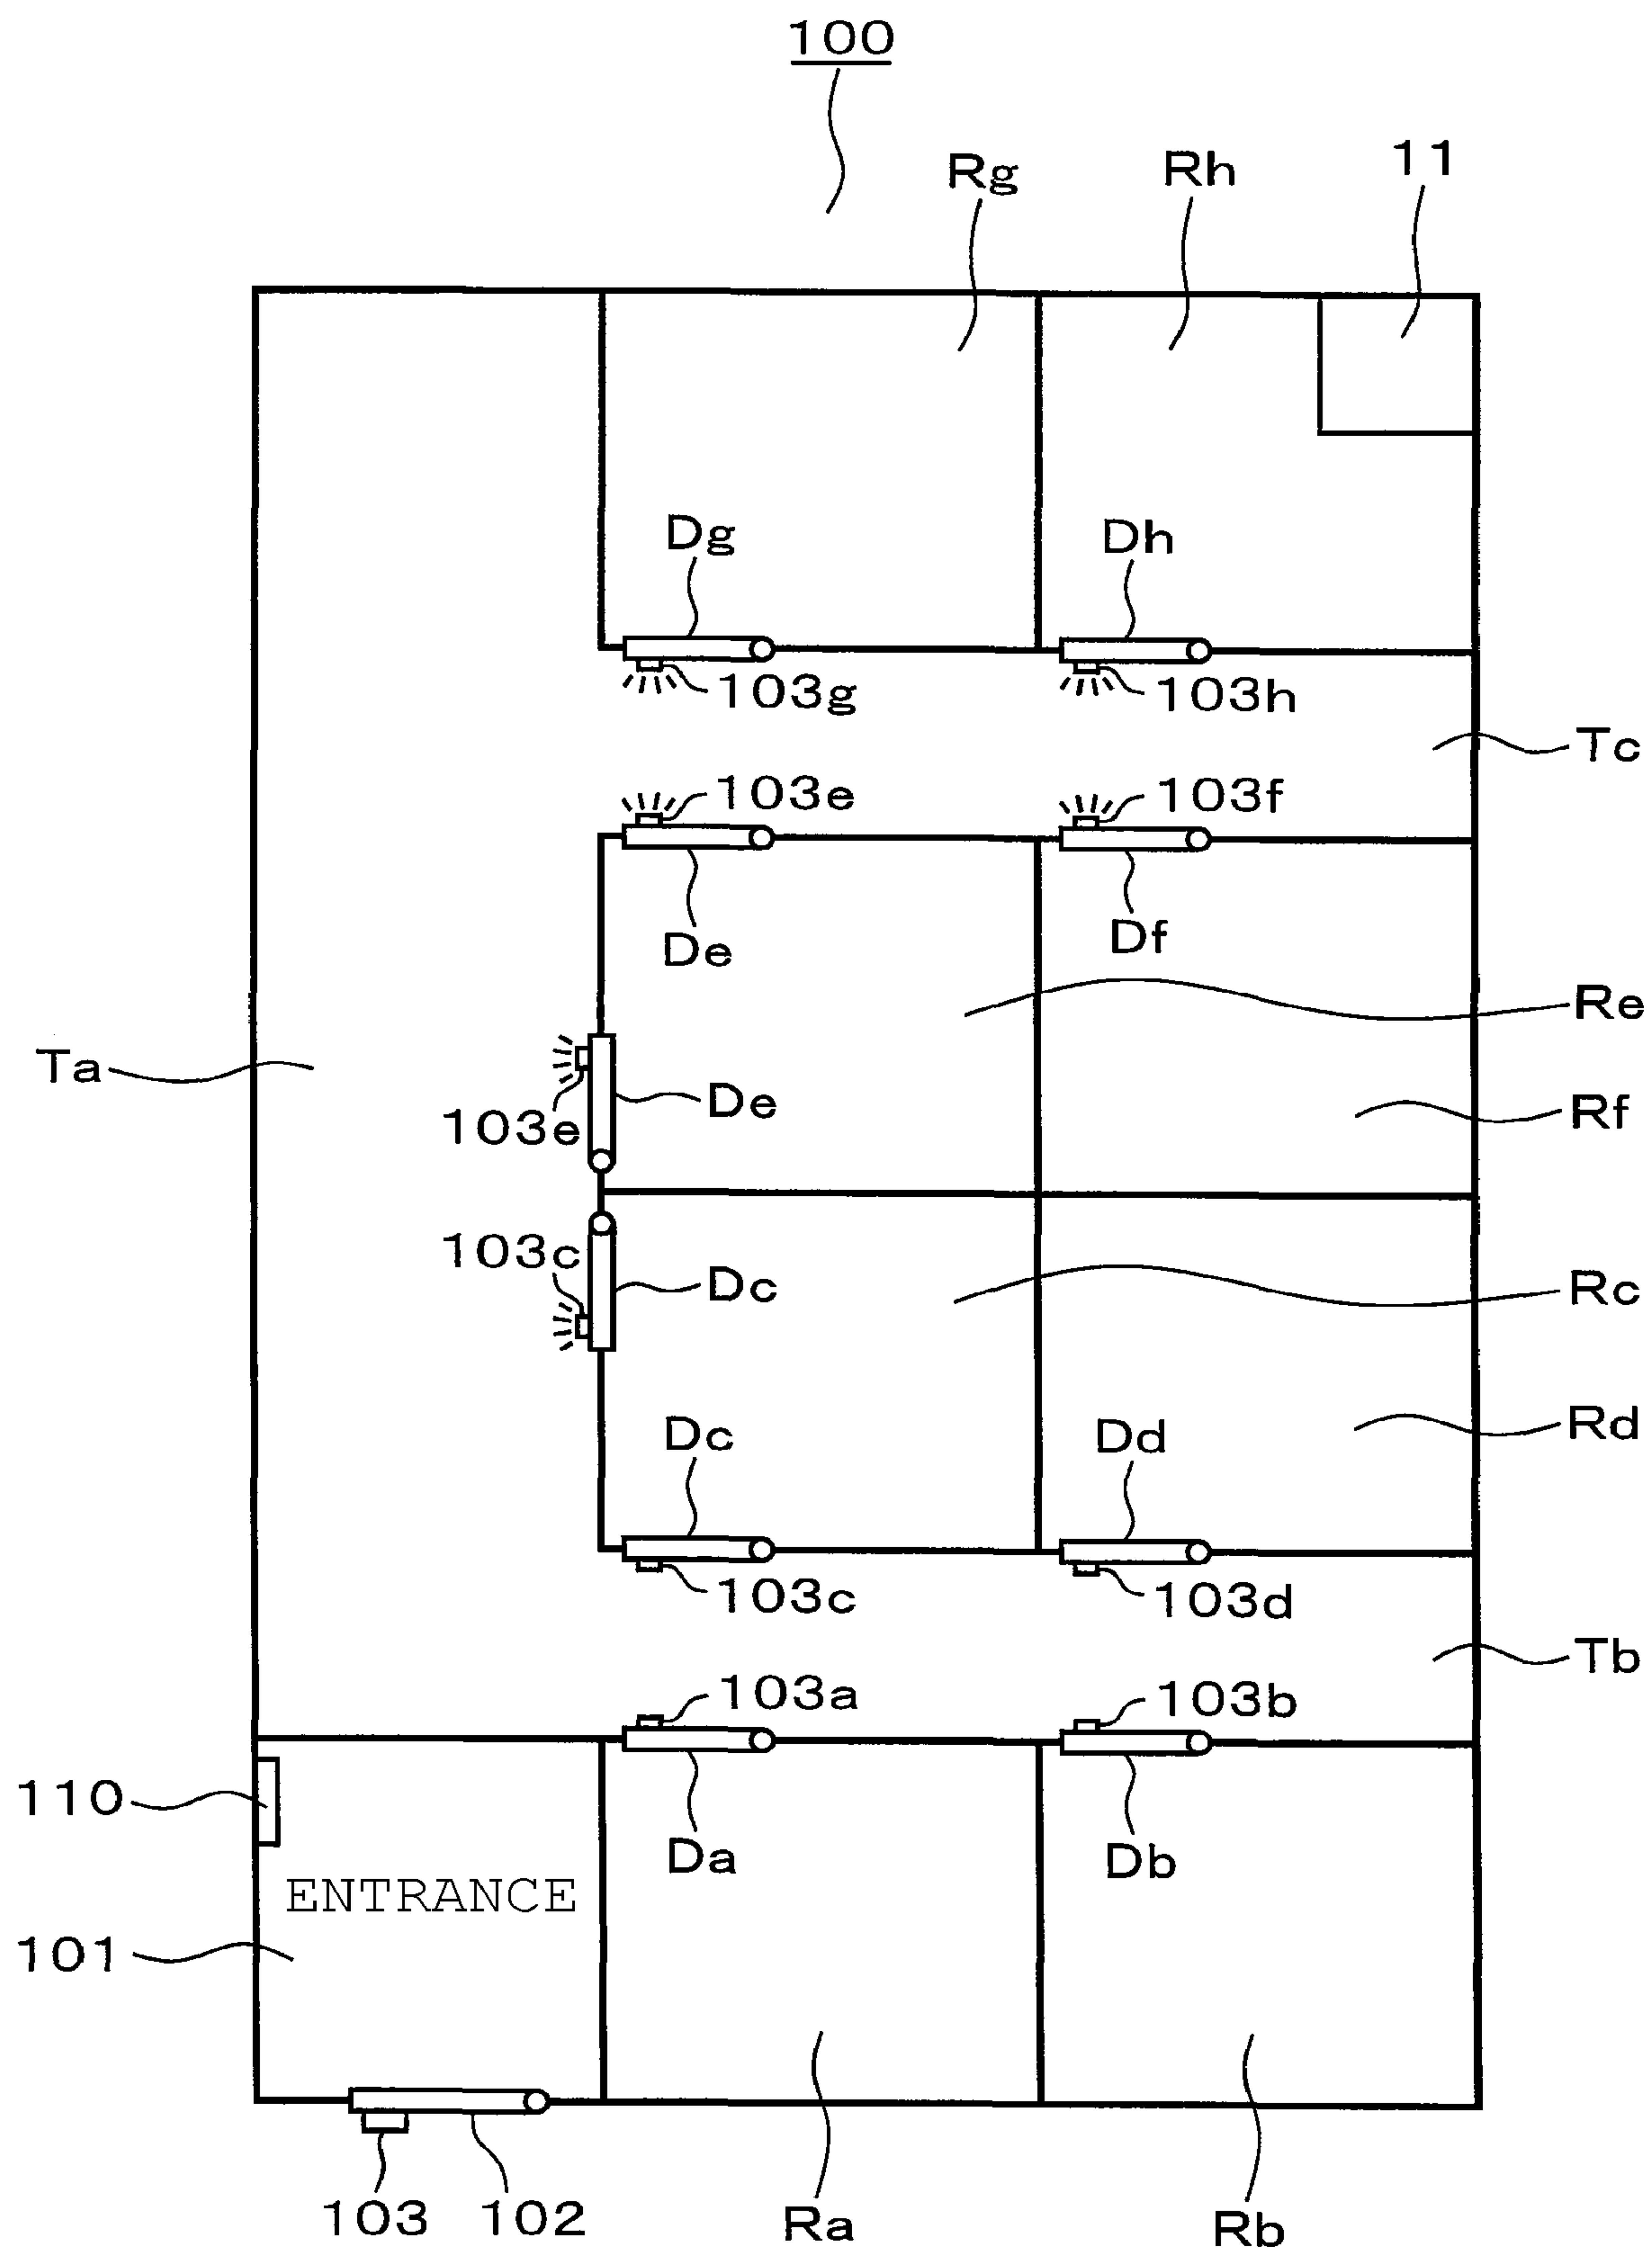 100
Rg
Rh
11
Dg
Dh
103g
103h
Tc
103e
103f
De
Df
Re
Ta
De
103e
Rf
103c
Dc
Rc
Dc
Dd
Rd
103c
103d
Tb
103a
103b
110
Da
Db
ENTRANCE
101
103
102
Ra
Rb